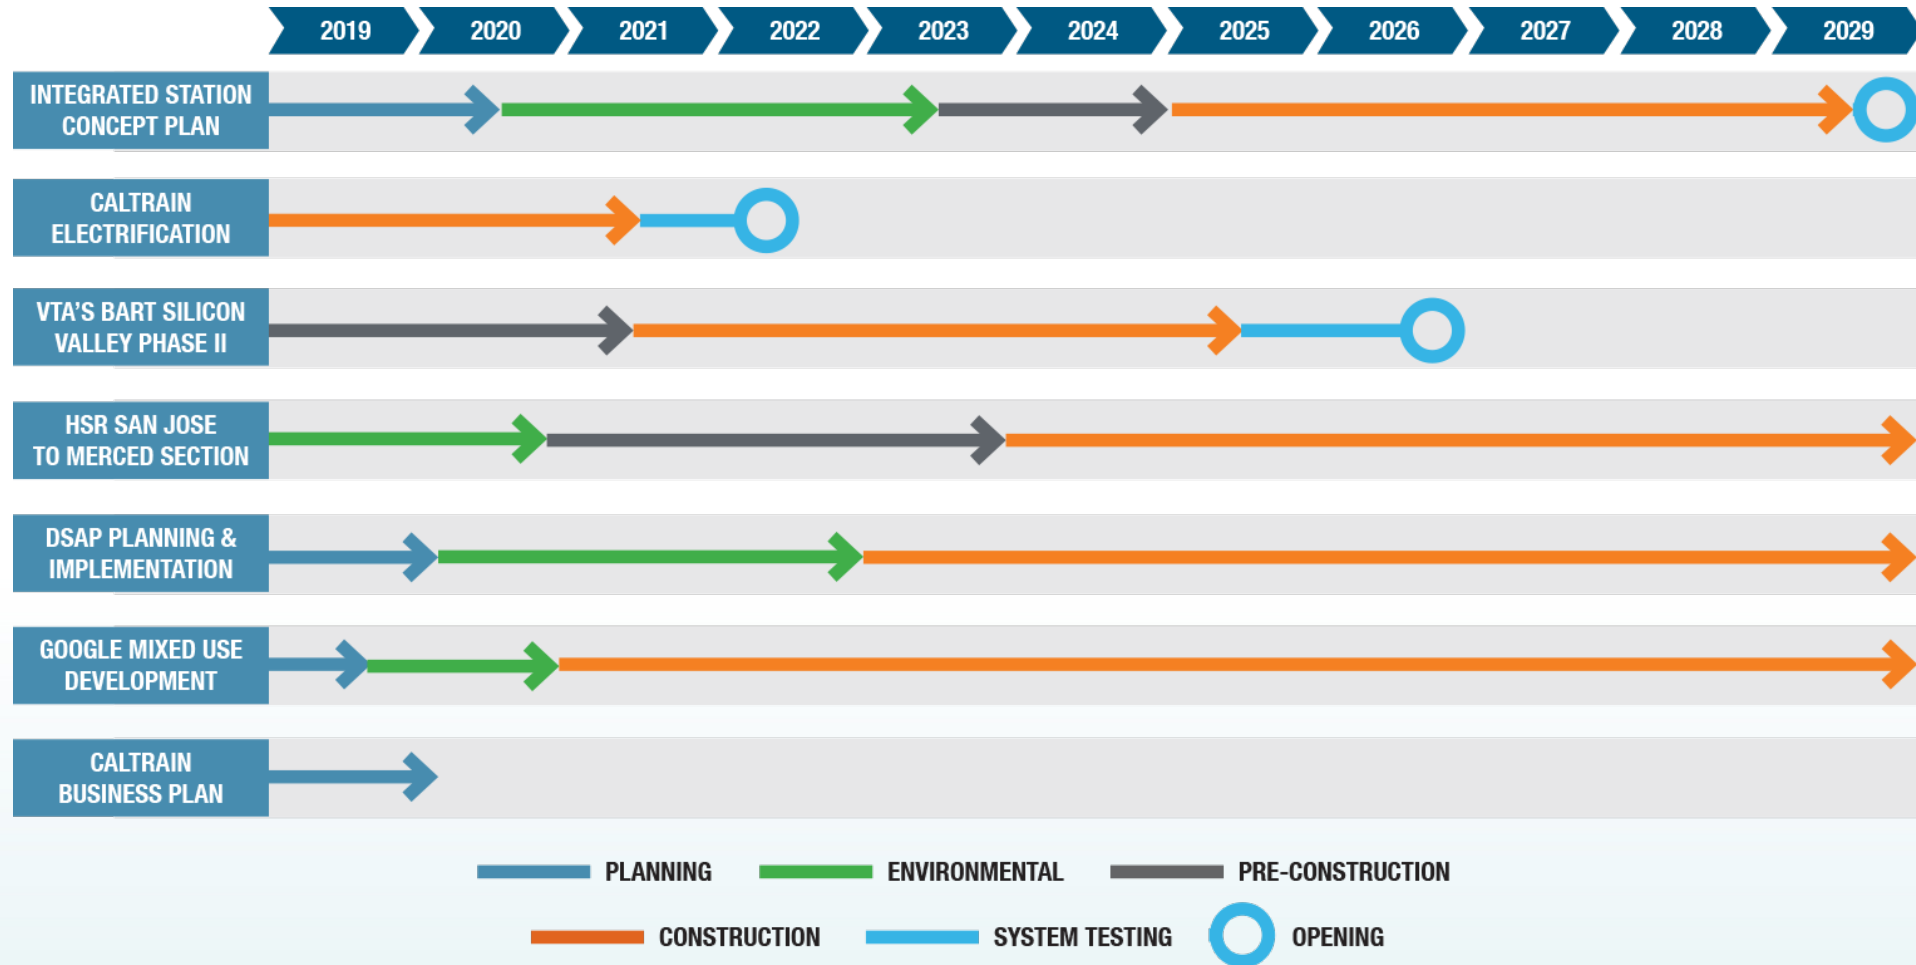 2019 2020 2021 2022 2023 2024 2025 2026 2027 2028 2029
INTEGRATED STATION
CONCEPT PLAN
CALTRAIN
ELECTRIFICATION
VTA'S BART SILICON
VALLEY PHASE II
HSR SAN JOSE
TO MERCED SECTION
DSAP PLANNING &
IMPLEMENTATION
GOOGLE MIXED USE
DEVELOPMENT
CALTRAIN
BUSINESS PLAN
PLANNING ENVIRONMENTAL PRE-CONSTRUCTION
CONSTRUCTION SYSTEM TESTING OPENING